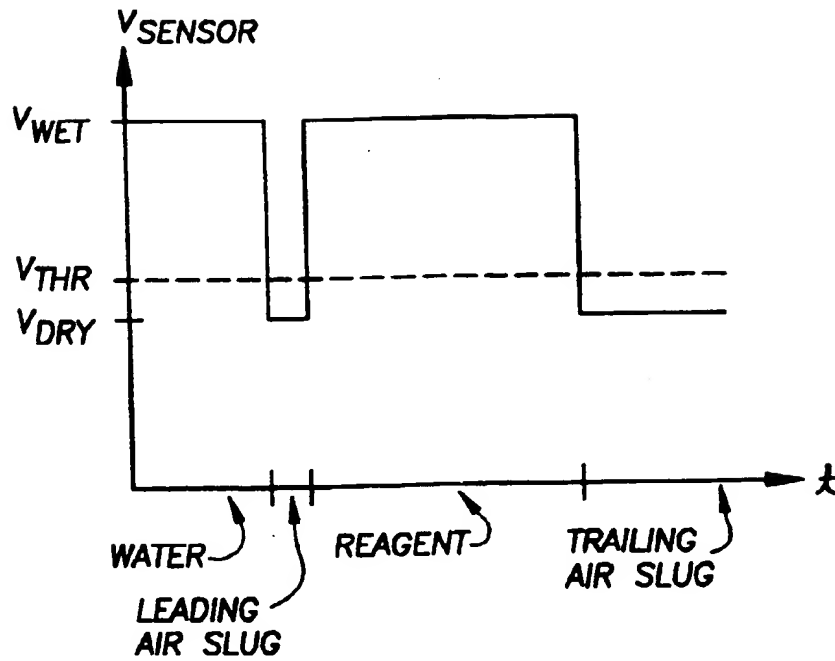 VSENSOR
VWET
VTHR
VDRY
t
WATER
LEADING
AIR SLUG
REAGENT
TRAILING
AIR SLUG